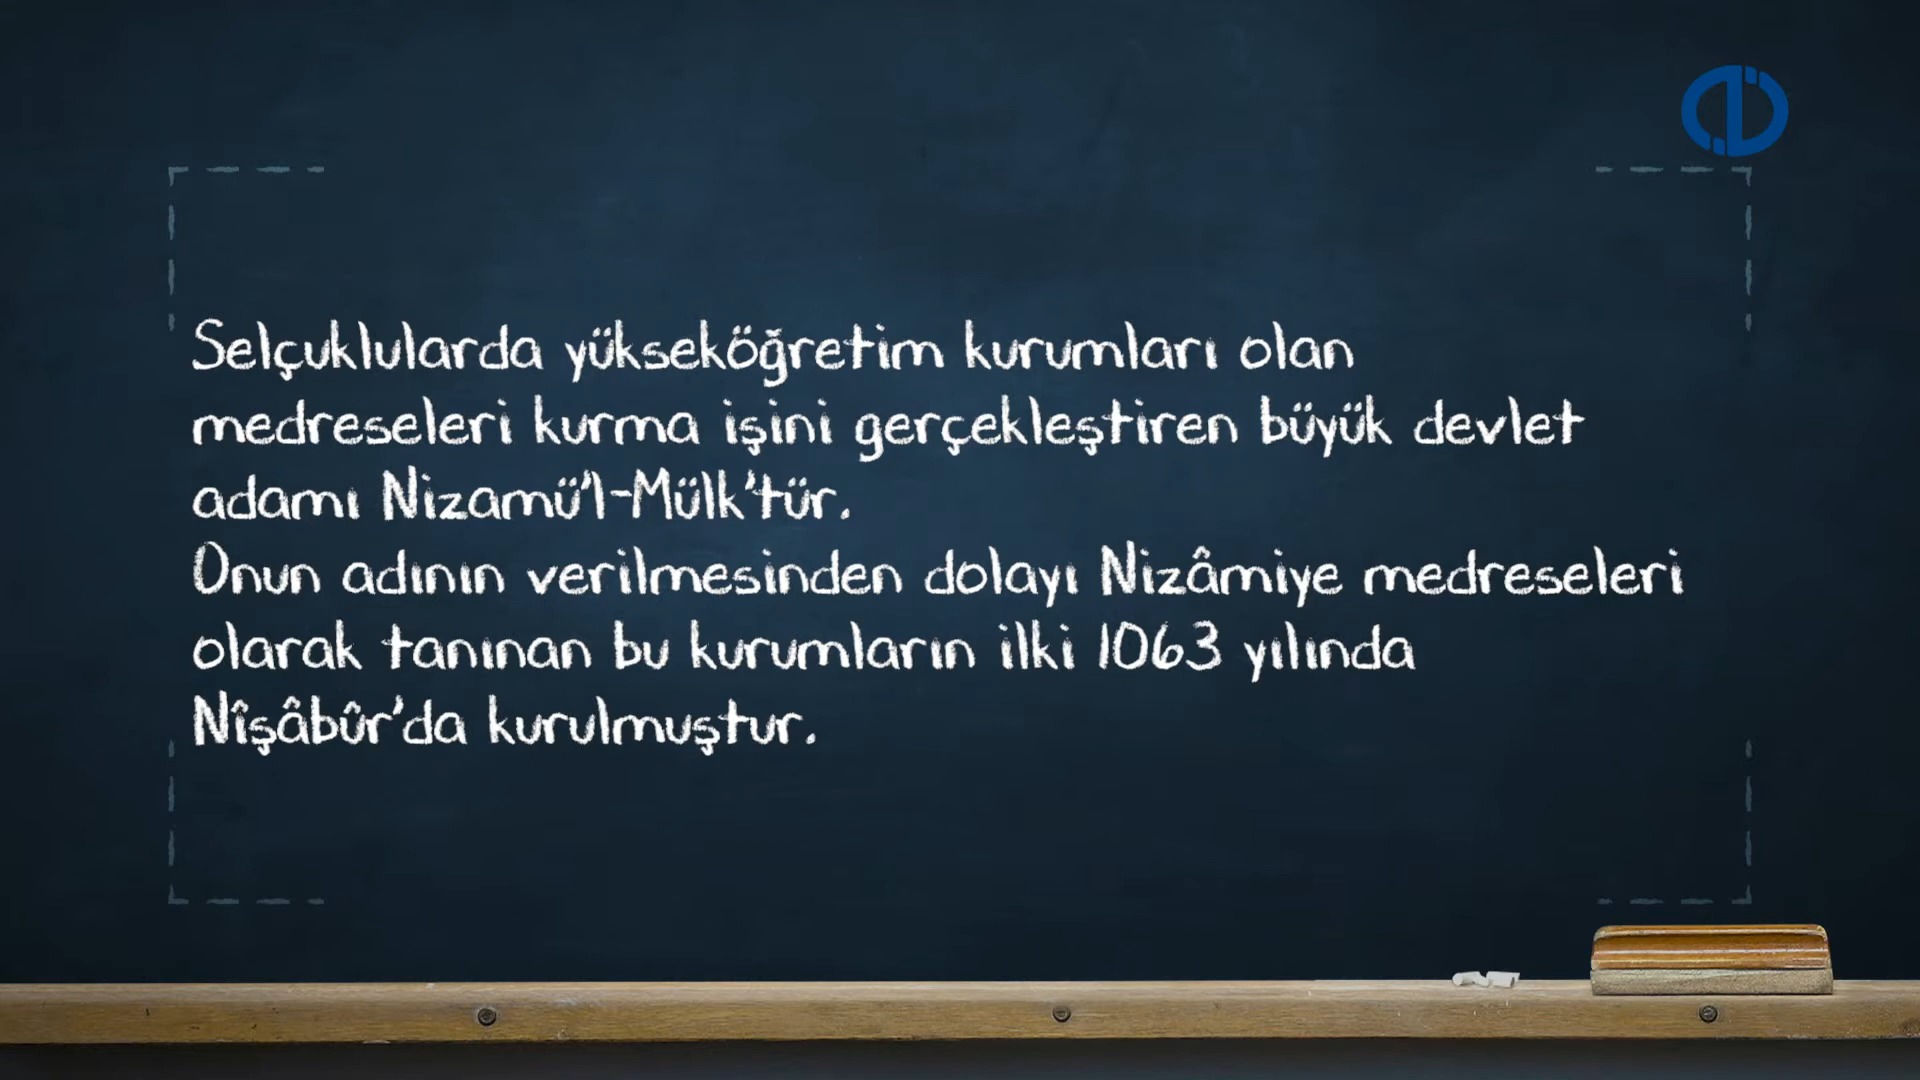 Selçuklularda yükseköğretim kurumları olan
medreseleri kurma işini gerçekleştiren büyük devlet
adamı Nizamü'l-Mülk'tür.
Onun adının verilmesinden dolayı Nizâmiye medreseleri
olarak tanınan bu kurumların ilki 1063 yılında
Nîşâbûr'da kurulmuştur.